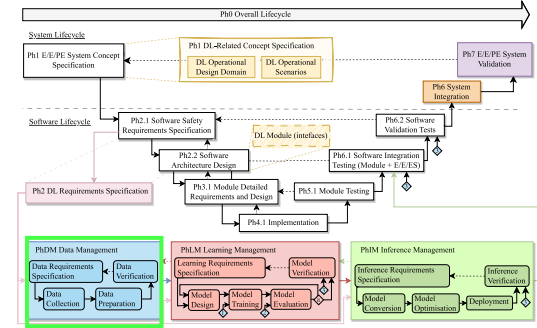 Ph0 Overall Lifecycle
System Lifecycle
Ph1 E/E/PE System Concept
Specification
Ph1 DL-Related Concept Specification
DL Operational
Design Domain
DL Operational
Scenarios
Ph7 E/E/PE System
Validation
Ph6 System
Integration
Software Lifecycle
Ph2.1 Software Safety
Requirements Specification
Ph6.2 Software
Validation Tests
DL Module (intefaces)
Ph2.2 Software
Architecture Design
Ph6.1 Software Integration
Testing (Module + E/E/ES)
Ph2 DL Requirements Specification
Ph3.1 Module Detailed
Requirements and Design
Ph5.1 Module Testing
Ph4.1 Implementation
PhDM Data Management
Data Requirements
Specification
Data
Verification
Data
Collection
Data
Preparation
PhLM Learning Management
Learning Requirements
Specification
Model
Verification
Model
Design
Model
Training
Model
Evaluation
PhIM Inference Management
Inference Requirements
Specification
Inference
Verification
Model
Conversion
Model
Optimisation
Deployment